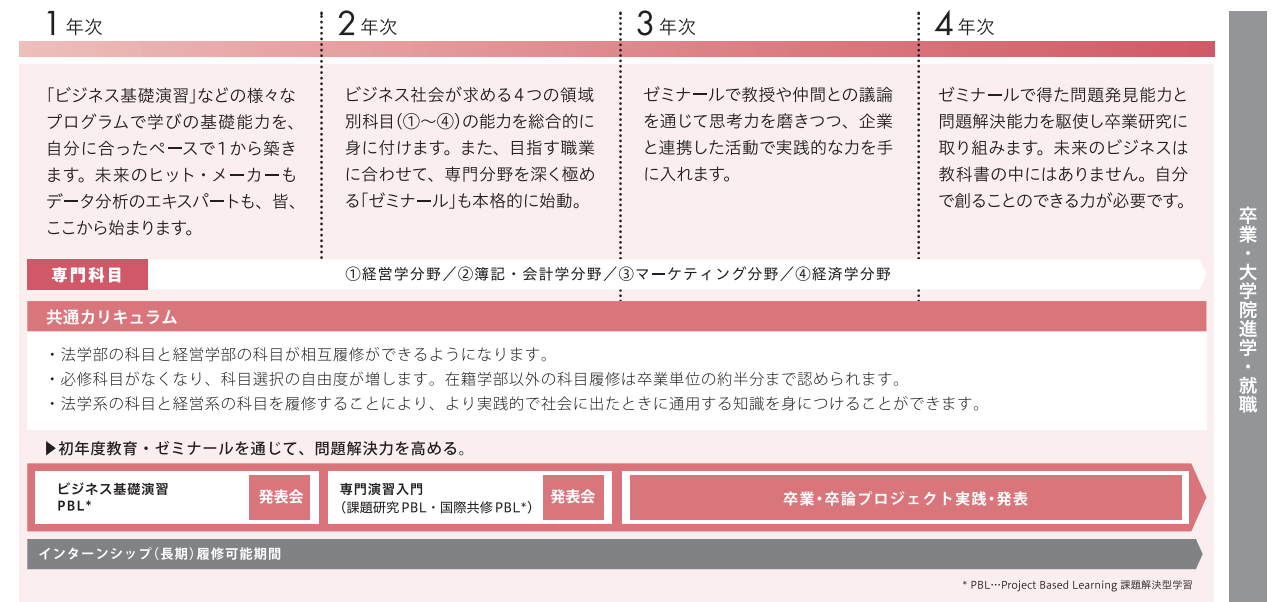 1 年次
「ビジネス基礎演習」などの様々な
プログラムで学びの基礎能力を、
自分に合ったペースで1から築き
ます。未来のヒット・メーカーも
データ分析のエキスパートも、皆、
ここから始まります。
2 年次
ビジネス社会が求める4つの領域
別科目(①〜④)の能力を総合的に
身に付けます。また、目指す職業
に合わせて、専門分野を深く極め
る「ゼミナール」も本格的に始動。
3 年次
ゼミナールで教授や仲間との議論
を通じて思考力を磨きつつ、企業
と連携した活動で実践的な力を手
に入れます。
4 年次
ゼミナールで得た問題発見能力と
問題解決能力を駆使し卒業研究に
取り組みます。未来のビジネスは
教科書の中にはありません。自分
で創ることのできる力が必要です。
専門科目
①経営学分野／②簿記・会計学分野／③マーケティング分野／④経済学分野
共通カリキュラム
・法学部の科目と経営学部の科目が相互履修ができるようになります。
・必修科目がなくなり、科目選択の自由度が増します。在籍学部以外の科目履修は卒業単位の約半分まで認められます。
・法学系の科目と経営系の科目を履修することにより、より実践的で社会に出たときに通用する知識を身につけることができます。
▶初年度教育・ゼミナールを通じて、問題解決力を高める。
ビジネス基礎演習
PBL*
発表会
専門演習入門
(課題研究PBL・国際共修PBL*)
発表会
卒業・卒論プロジェクト実践・発表
インターンシップ(長期)履修可能期間
* PBL…Project Based Learning 課題解決型学習
卒業・大学院進学・就職